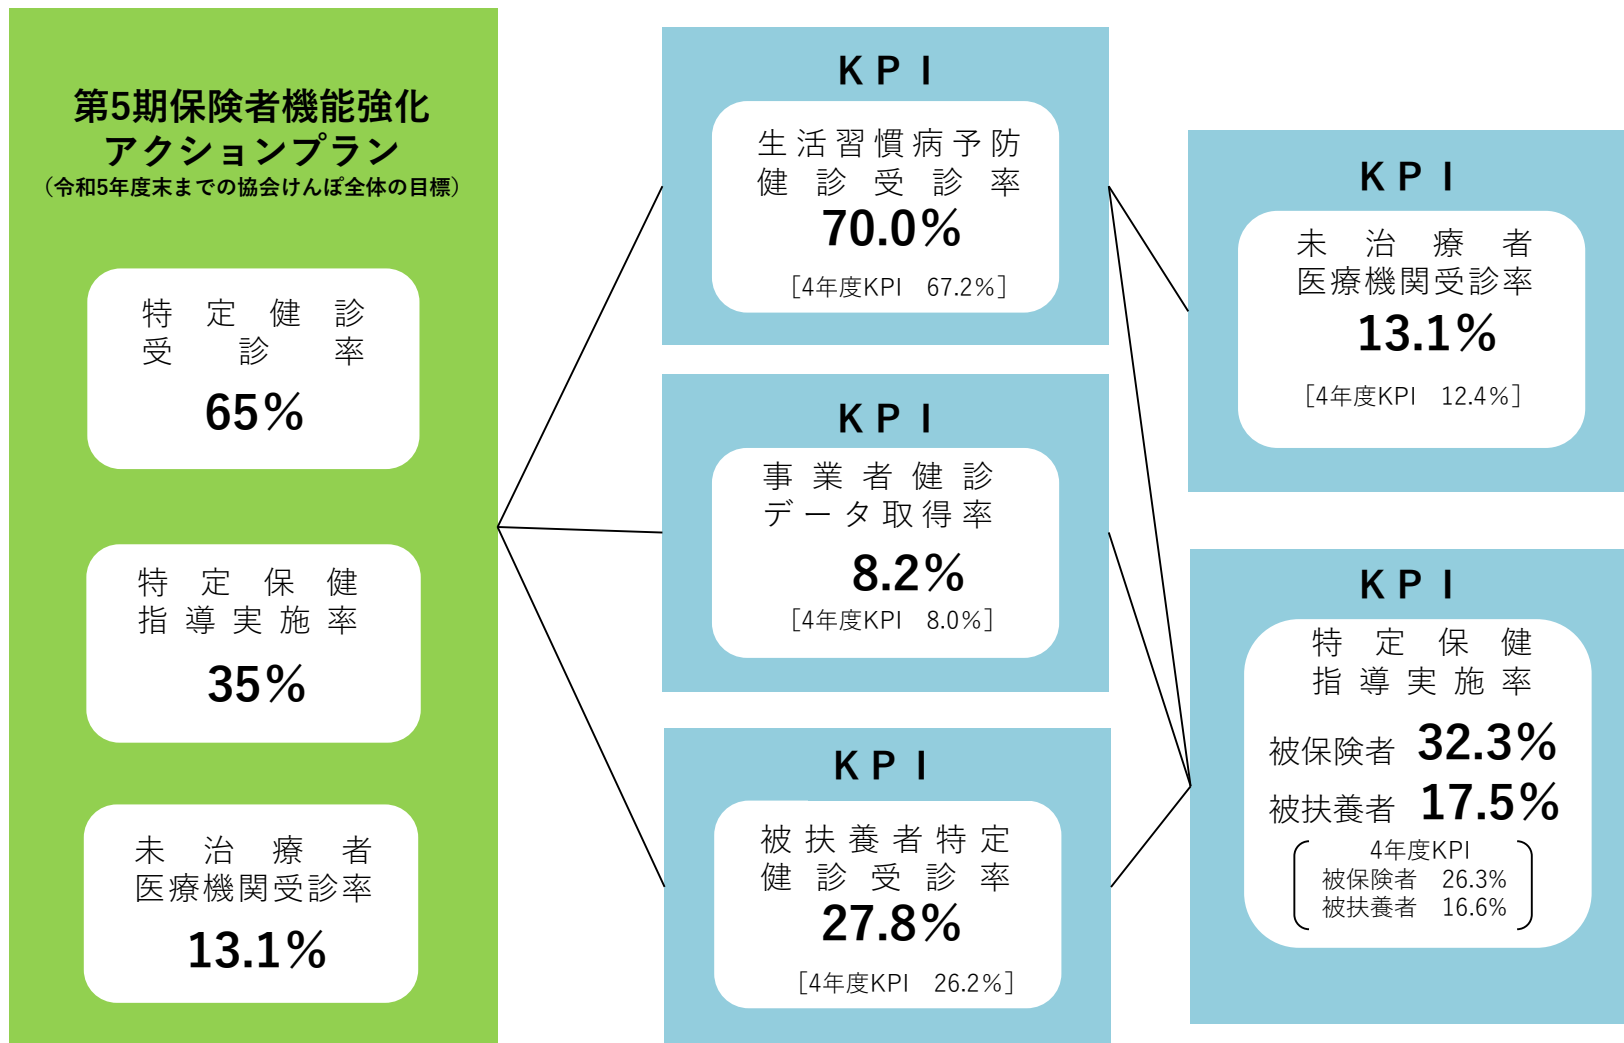 第5期保険者機能強化
アクションプラン
（令和5年度末までの協会けんぽ全体の目標）
特定健診
受診率
65%
特定保健
指導実施率
35%
未治療者
医療機関受診率
13.1%
KPI
生活習慣病予防
健診受診率
70.0%
［4年度KPI 67.2%］
KPI
事業者健診
データ取得率
8.2%
［4年度KPI 8.0%］
KPI
被扶養者特定
健診受診率
27.8%
［4年度KPI 26.2%］
KPI
未治療者
医療機関受診率
13.1%
［4年度KPI 12.4%］
KPI
特定保健
指導実施率
被保険者 32.3%
被扶養者 17.5%
4年度KPI
被保険者 26.3%
被扶養者 16.6%